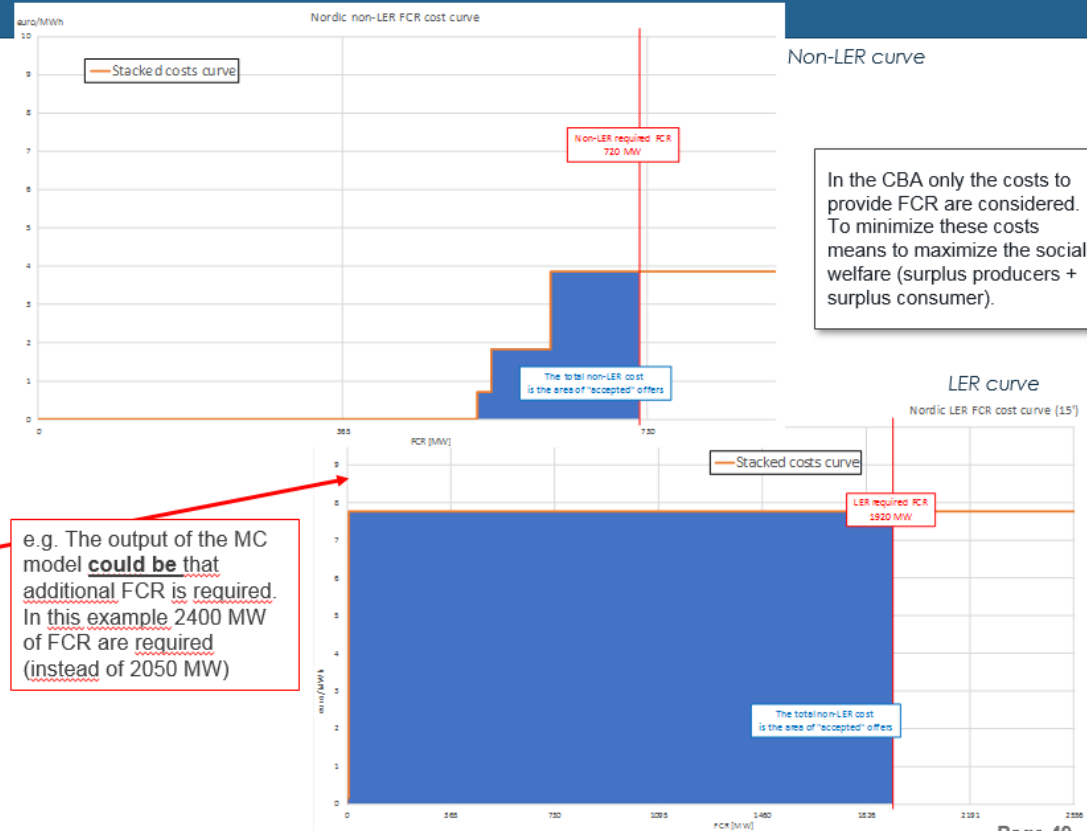 Nordic non-LER FCR cost curve
euro/MWh
10
9
8
7
6
5
4
3
2
1
0
Stacked costs curve
Non-LER required FCR
720 MW
The total non-LER cost
is the area of "accepted" offers
0
365
730
FCR [MW]
Non-LER curve
In the CBA only the costs to
provide FCR are considered.
To minimize these costs
means to maximize the social
welfare (surplus producers +
surplus consumer).
LER curve
Nordic LER FCR cost curve (15')
Stacked costs curve
LER required FCR
1920 MW
e.g. The output of the MC
model could be that
additional FCR is required.
In this example 2400 MW
of FCR are required
(instead of 2050 MW)
9
8
7
6
5
4
3
2
1
0
euro/MWh
The total non-LER cost
is the area of "accepted" offers
0
365
730
1095
1460
1826
2191
2556
FCR [MW]